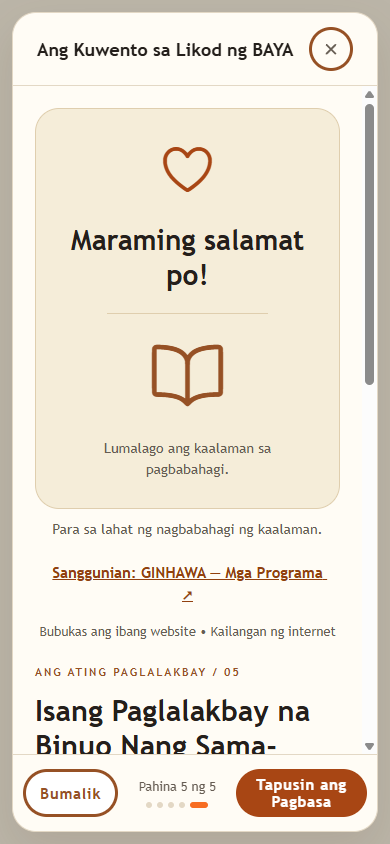 Ang Kuwento sa Likod ng BAYA
Maraming salamat
po!
Lumalago ang kaalaman sa
pagbabahagi.
Para sa lahat ng nagbabahagi ng kaalaman.
Sanggunian: GINHAWA — Mga Programa
↗
Bubukas ang ibang website • Kailangan ng internet
ANG ATING PAGLALAKBAY / 05
Isang Paglalakbay na
Binuo Nang Sama-
Bumalik
Pahina 5 ng 5
Tapusin ang
Pagbasa